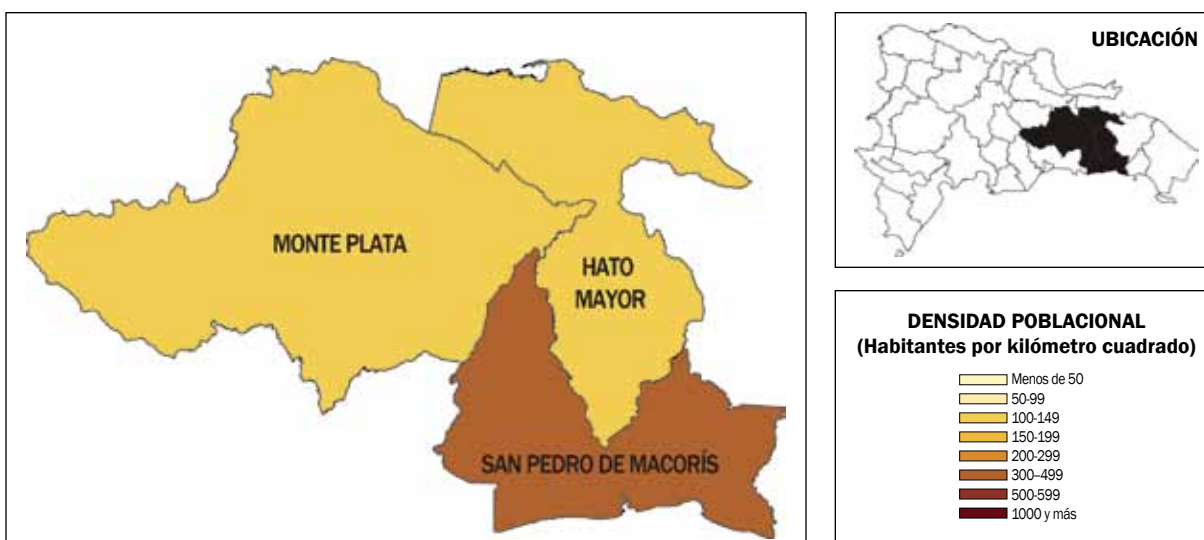 MONTE PLATA
HATO
MAYOR
SAN PEDRO DE MACORÍS
UBICACIÓN
DENSIDAD POBLACIONAL
(Habitantes por kilómetro cuadrado)
Menos de 50
50-99
100-149
150-199
200-299
300–499
500-599
1000 y más